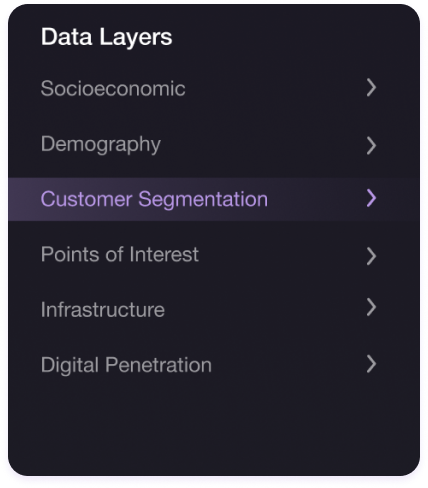 Data Layers
Socioeconomic
Demography
Customer Segmentation
Points of Interest
Infrastructure
Digital Penetration